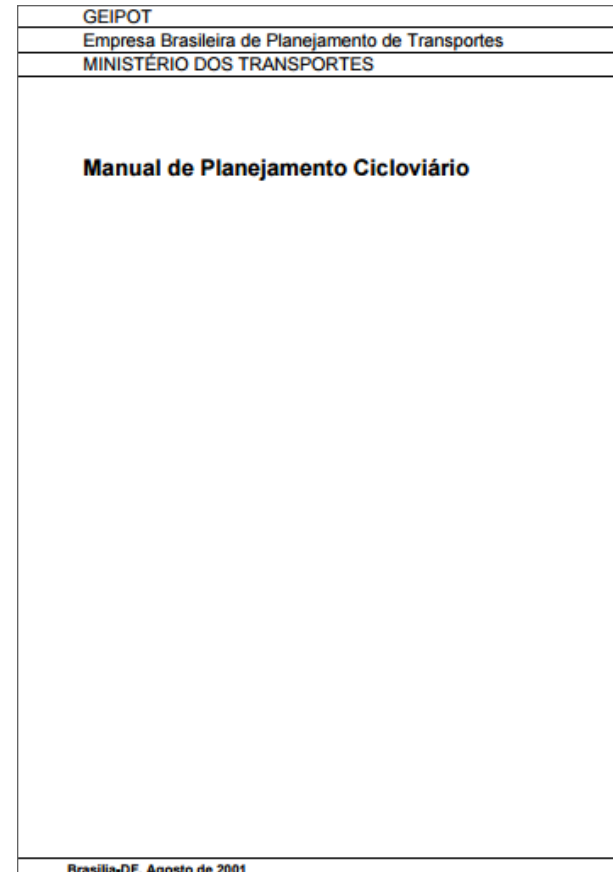 GEIPOT
Empresa Brasileira de Planejamento de Transportes
MINISTÉRIO DOS TRANSPORTES
Manual de Planejamento Cicloviário
Brasília-DF, Agosto de 2001